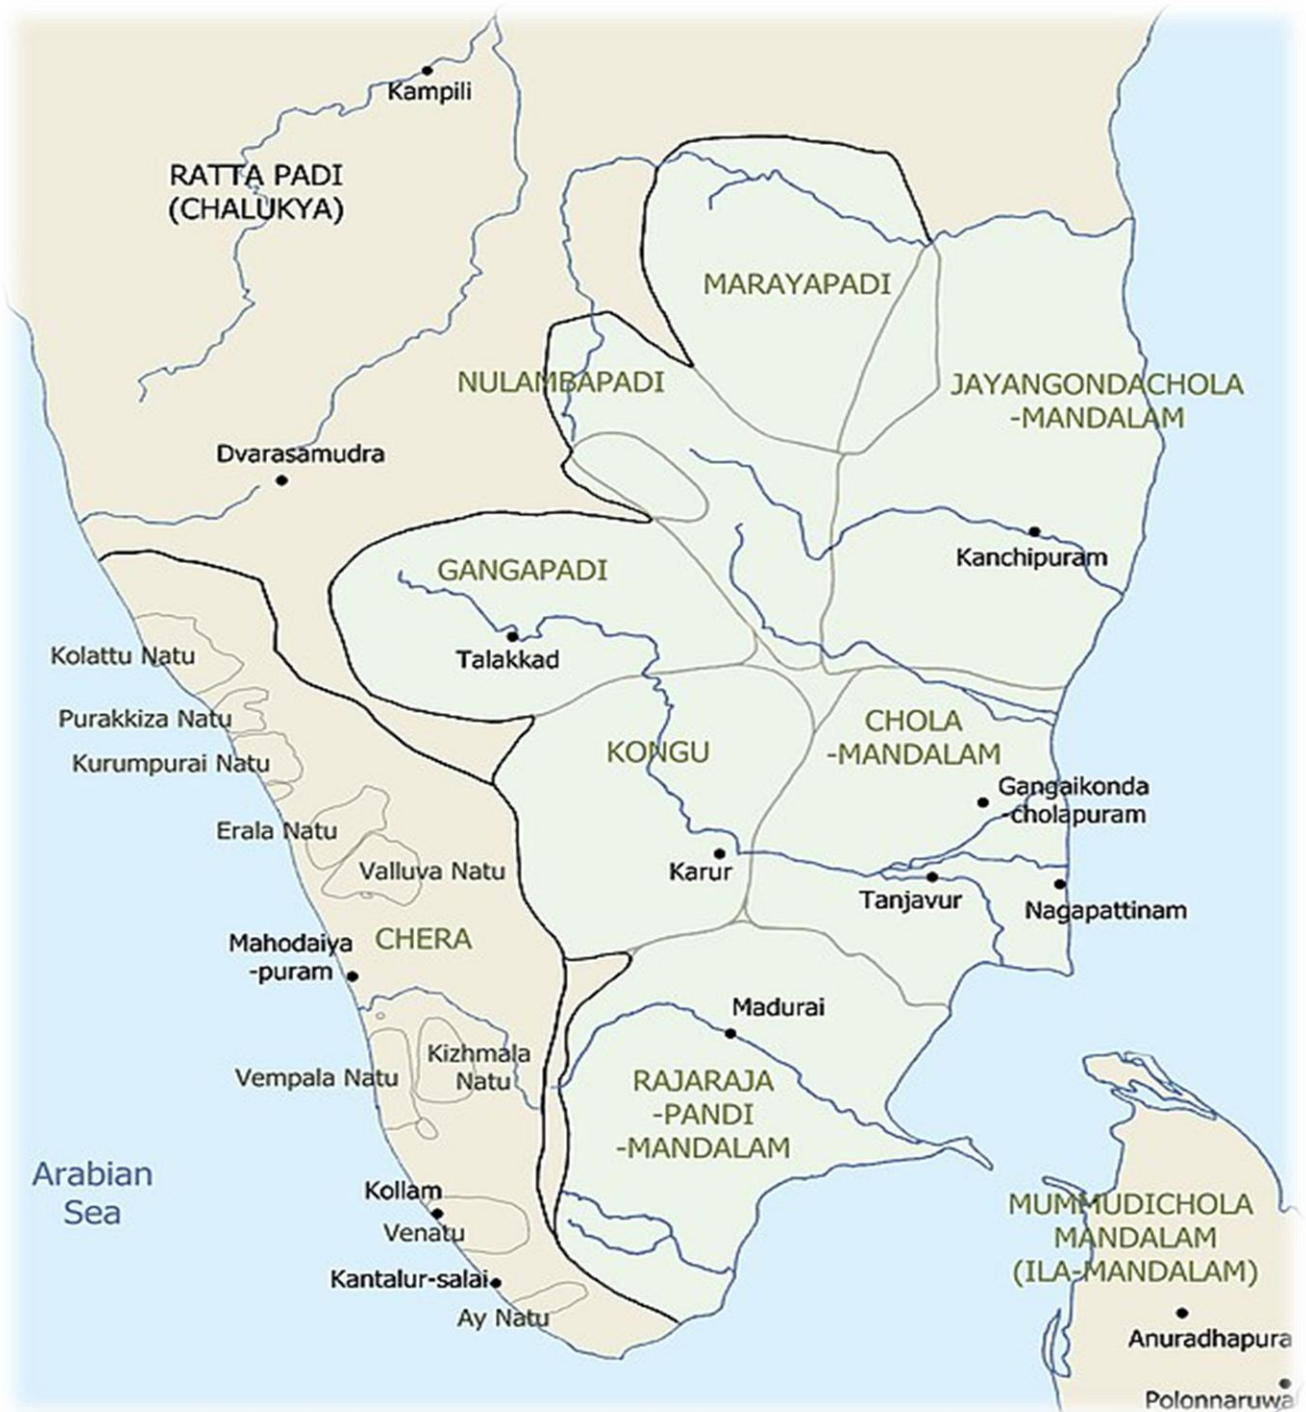 Kampili
RATTA PADI
(CHALUKYA)
MARAYAPADI
NULAMBAPADI
JAYANGONDACHOLA
-MANDALAM
Dvarasamudra
Kanchipuram
GANGAPADI
Talakkad
Kolattu Natu
Purakkiza Natu
Kurumpurai Natu
KONGU
CHOLA
-MANDALAM
Gangaikonda
-cholapuram
Erala Natu
Valluva Natu
Karur
Tanjavur
Nagapattinam
Mahodaiya
-puram
CHERA
Madurai
Kizhmala
Natu
Vempala Natu
RAJARAJA
-PANDI
-MANDALAM
Arabian
Sea
Kollam
Venatu
Kantalur-salai
Ay Natu
MUMMUDICHOLA
MANDALAM
(ILA-MANDALAM)
Anuradhapura
Polonnaruwa